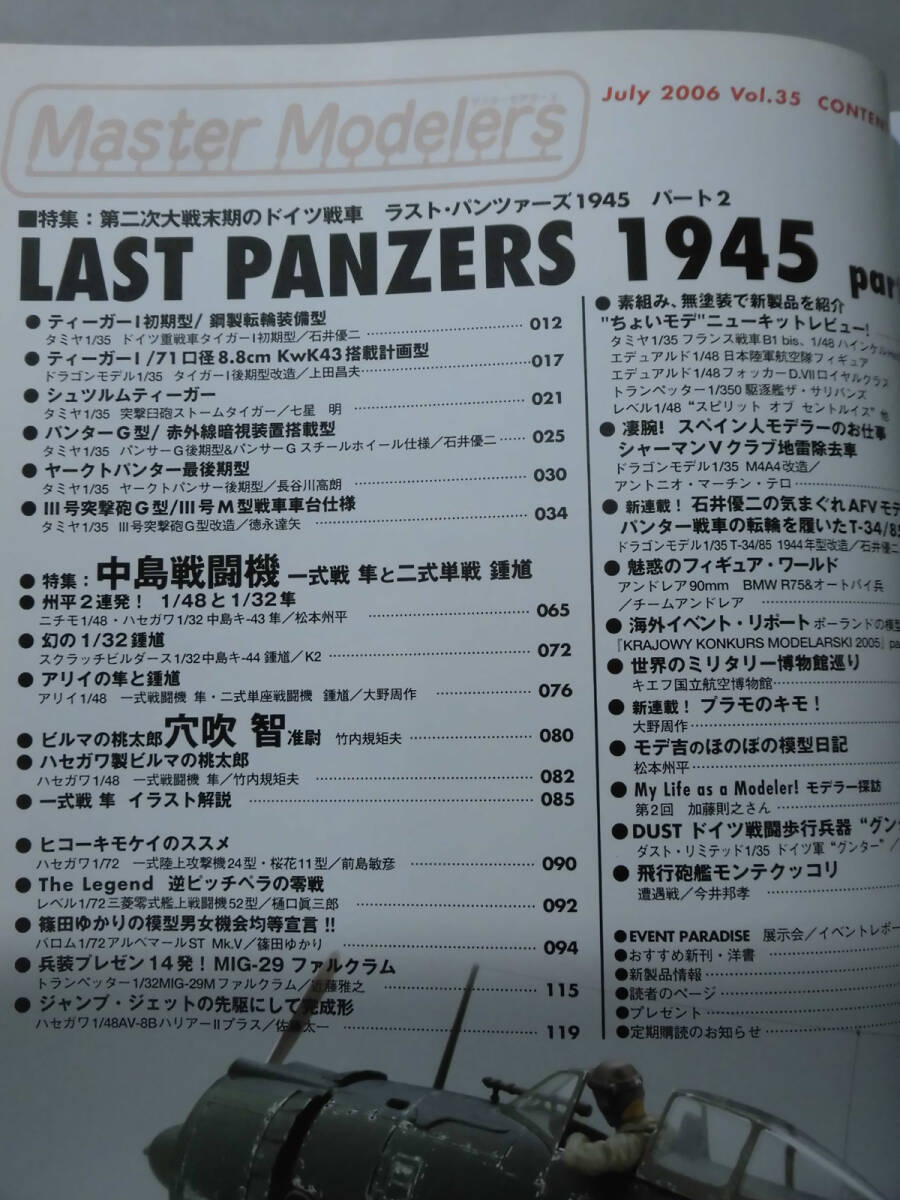 Master Modelers
マスターモデラーズ
July 2006 Vol.35 CONTEN
■特集：第二次大戦末期のドイツ戦車 ラスト・パンツァーズ1945 パート2
LAST PANZERS 1945 part
● ティーガーI初期型/ 鋼製転輪装備型
タミヤ1/35 ドイツ重戦車タイガーI初期型／石井優二 012
● ティーガーI /71口径8.8cm KwK43搭載計画型
ドラゴンモデル1/35 タイガーI後期型改造／上田昌夫 017
● シュツルムティーガー
タミヤ1/35 突撃臼砲ストームタイガー／七星 明 021
● パンターG型/ 赤外線暗視装置搭載型
タミヤ1/35 パンサーG後期型&パンサーGスチールホイール仕様／石井優二 025
● ヤークトパンター最後期型
タミヤ1/35 ヤークトパンサー後期型／長谷川高朗 030
● III号突撃砲G型/III号M型戦車車台仕様
タミヤ1/35 III号突撃砲G型改造／徳永達矢 034
● 特集：中島戦闘機 一式戦 隼と二式単戦 鍾馗
● 州平2連発！ 1/48と1/32隼
ニチモ1/48・ハセガワ1/32 中島キ-43 隼／松本州平 065
● 幻の1/32鍾馗
スクラッチビルダース1/32中島キ-44 鍾馗／K2 072
● アリイの隼と鍾馗
アリイ1/48 一式戦闘機 隼・二式単座戦闘機 鍾馗／大野周作 076
● ビルマの桃太郎 穴吹 智 准尉 竹内規矩夫 080
● ハセガワ製ビルマの桃太郎
ハセガワ1/48 一式戦闘機 隼／竹内規矩夫 082
● 一式戦 隼 イラスト解説 085
● ヒコーキモケイのススメ
ハセガワ1/72 一式陸上攻撃機24型・桜花11型／前島敏彦 090
● The Legend 逆ピッチペラの零戦
レベル1/72三菱零式艦上戦闘機52型／樋口眞三郎 092
● 篠田ゆかりの模型男女機会均等宣言!!
バロム1/72アルベマールST Mk.V／篠田ゆかり 094
● 兵装プレゼン14発！MIG-29 ファルクラム
トランペッター1/32MIG-29Mファルクラム／近藤雅之 115
● ジャンプ・ジェットの先駆にして完成形
ハセガワ1/48AV-8BハリアーIIプラス／佐藤太一 119
● 素組み、無塗装で新製品を紹介
"ちょいモデ"ニューキットレビュー！
タミヤ1/35 フランス戦車B1 bis、1/48 ハインケル
エデュアルド1/48 日本陸軍航空隊フィギュア
エデュアルド1/48フォッカーD.VIIロイヤルクラス
トランペッター1/350 駆逐艦ザ・サリバンズ
レベル1/48"スピリット オブ セントルイス"他
● 凄腕！ スペイン人モデラーのお仕事
シャーマンVクラブ地雷除去車
ドラゴンモデル1/35 M4A4改造／
アントニオ・マーチン・テロ
● 新連載！ 石井優二の気まぐれAFVモデ
パンター戦車の転輪を履いたT-34/85
ドラゴンモデル1/35 T-34/85 1944年型改造／石井優二
● 魅惑のフィギュア・ワールド
アンドレア90mm BMW R75&オートバイ兵
／チームアンドレア
● 海外イベント・リポート ポーランドの模型
『KRAJOWY KONKURS MODELARSKI 2005』pa
● 世界のミリタリー博物館巡り
キエフ国立航空博物館
● 新連載！ プラモのキモ！
大野周作
● モデ吉のほのぼの模型日記
松本州平
● My Life as a Modeler! モデラー探訪
第2回 加藤則之さん
● DUST ドイツ戦闘歩行兵器 "グン
ダスト・リミテッド1/35 ドイツ軍 "グンター"／
● 飛行砲艦モンテクッコリ
遭遇戦／今井邦孝
● EVENT PARADISE 展示会／イベントレポー
● おすすめ新刊・洋書
● 新製品情報
● 読者のページ
● プレゼント
● 定期購読のお知らせ